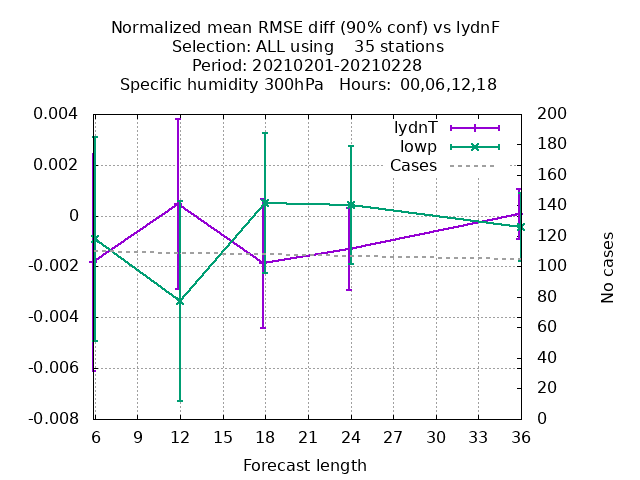 Normalized mean RMSE diff (90% conf) vs lydnF
Selection: ALL using    35 stations
Period: 20210201-20210228
Specific humidity 300hPa   Hours:  00,06,12,18
0.004
0.002
0
-0.002
-0.004
-0.006
-0.008
200
180
160
140
120
100
80
60
40
20
0
lydnT
lowp
Cases
No cases
6 9 12 15 18 21 24 27 30 33 36
Forecast length